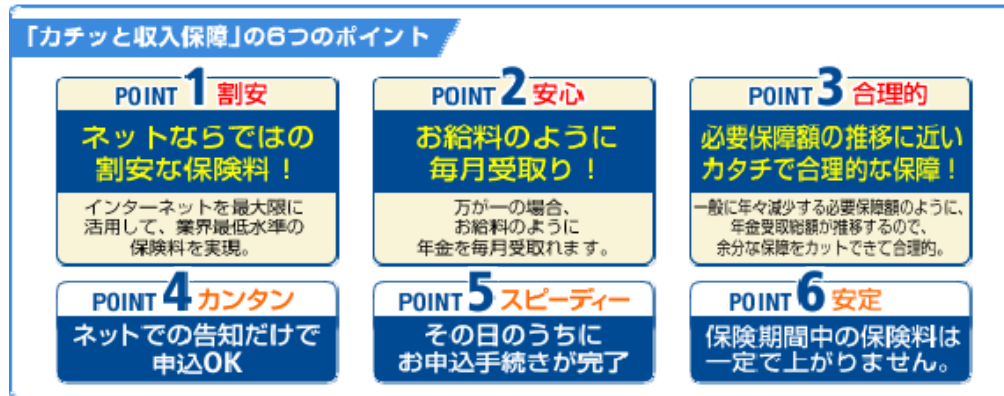 「カチッと収入保障」の6つのポイント
POINT 1 割安
ネットならではの
割安な保険料！
インターネットを最大限に
活用して、業界最低水準の
保険料を実現。
POINT 2 安心
お給料のように
毎月受取り！
万が一の場合、
お給料のように
年金を毎月受取れます。
POINT 3 合理的
必要保障額の推移に近い
カタチで合理的な保障！
一般に年々減少する必要保障額のように、
年金受取総額が推移するので、
余分な保障をカットできて合理的。
POINT 4 カンタン
ネットでの告知だけで
申込OK
POINT 5 スピーディー
その日のうちに
お申込手続きが完了
POINT 6 安定
保険期間中の保険料は
一定で上がりません。